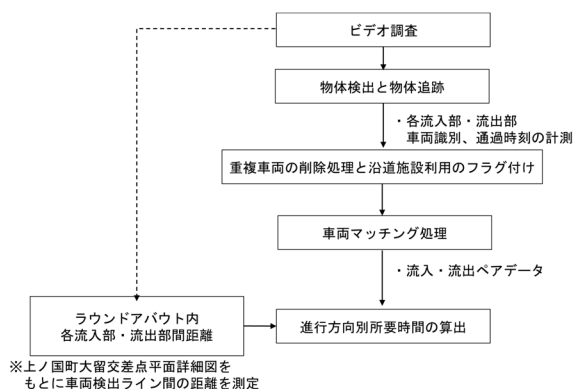 ビデオ調査
物体検出と物体追跡
・各流入部・流出部
車両識別、通過時刻の計測
重複車両の削除処理と沿道施設利用のフラグ付け
車両マッチング処理
・流入・流出ペアデータ
ラウンドアバウト内
各流入部・流出部間距離
進行方向別所要時間の算出
※上ノ国町大留交差点平面詳細図を
もとに車両検出ライン間の距離を測定